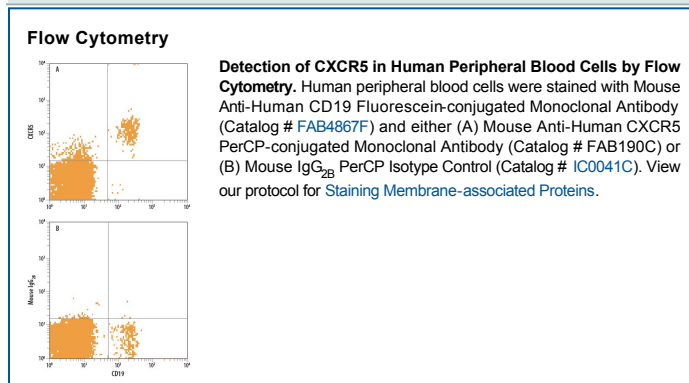 Flow Cytometry
Detection of CXCR5 in Human Peripheral Blood Cells by Flow
Cytometry. Human peripheral blood cells were stained with Mouse
Anti-Human CD19 Fluorescein-conjugated Monoclonal Antibody
(Catalog # FAB4867F) and either (A) Mouse Anti-Human CXCR5
PerCP-conjugated Monoclonal Antibody (Catalog # FAB190C) or
(B) Mouse IgG2B PerCP Isotype Control (Catalog # IC0041C). View
our protocol for Staining Membrane-associated Proteins.
A
CXCR5
B
Mouse IgG2B
CD19